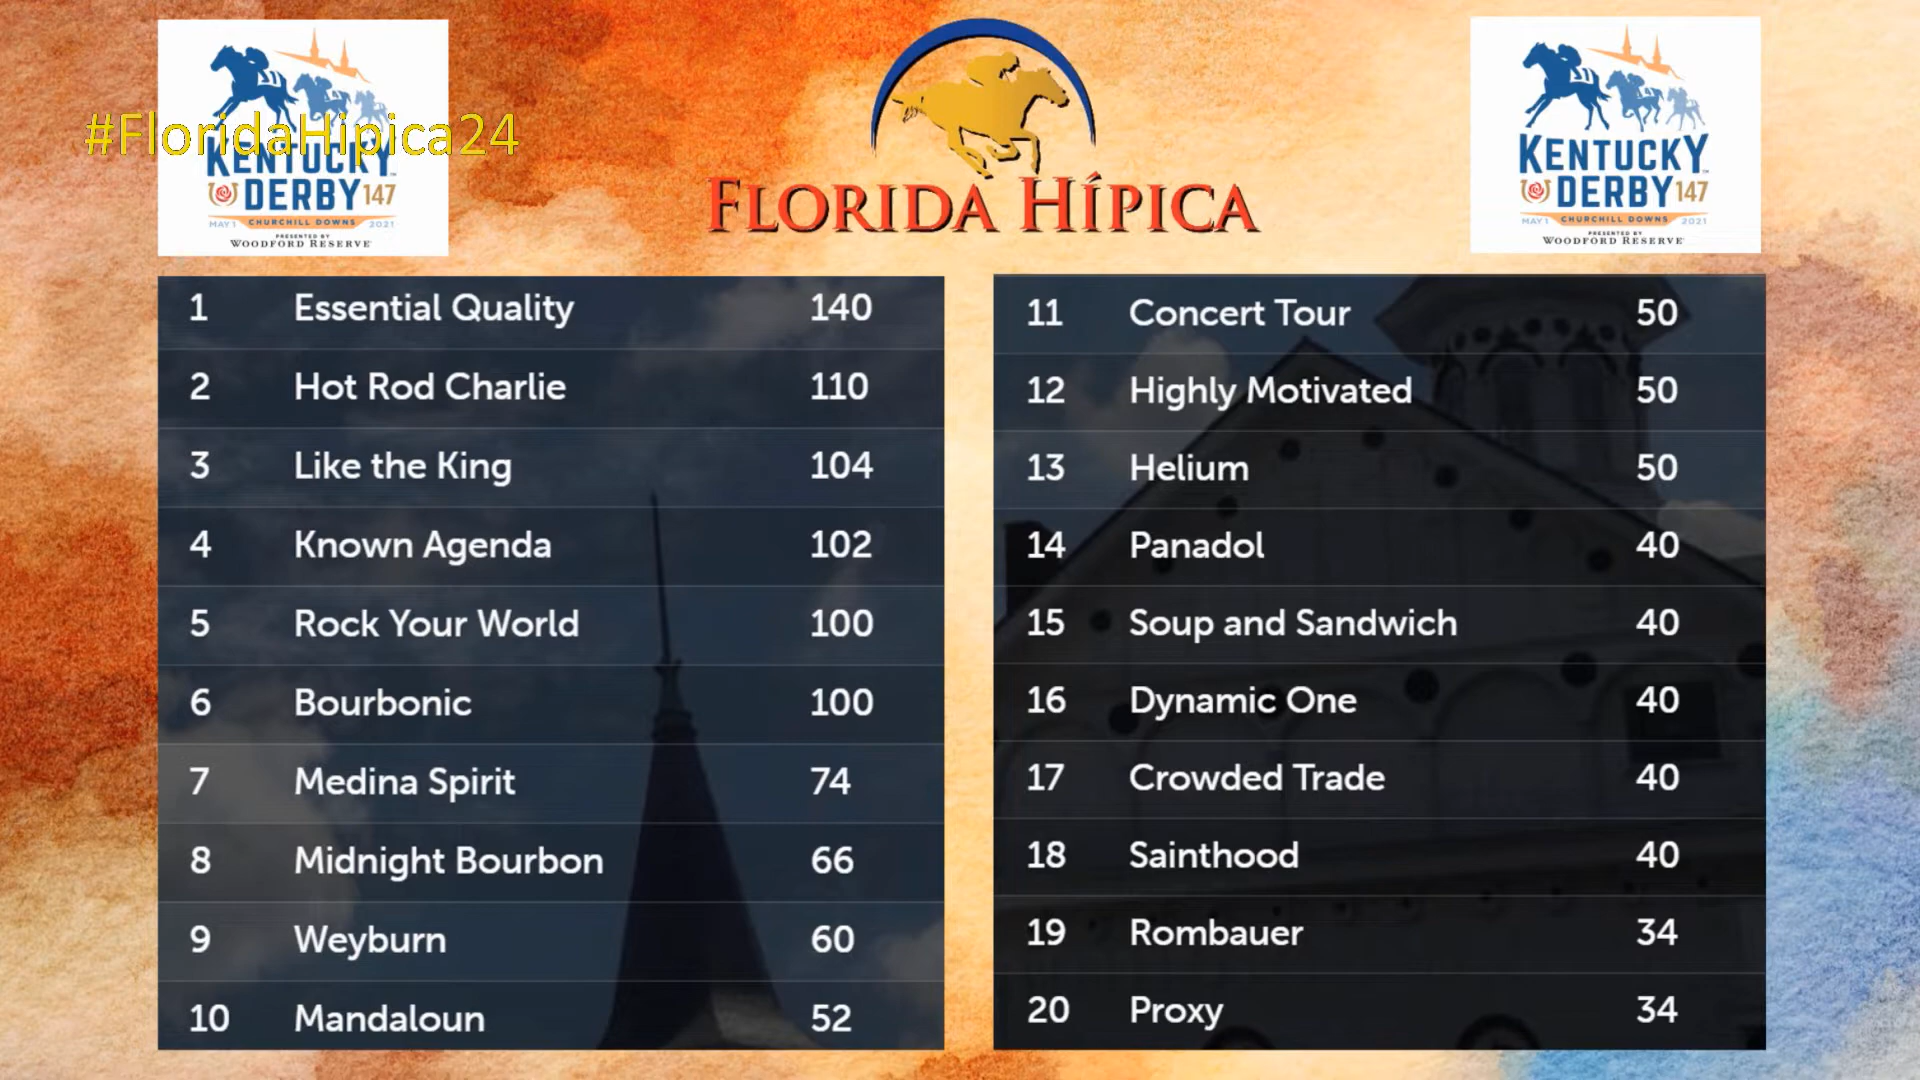 #FloridaHipica24
KENTUCKY
DERBY 147
CHURCHILL DOWNS
MAY 1 2021
PRESENTED BY
WOODFORD RESERVE
FLORIDA HÍPICA
KENTUCKY
DERBY 147
CHURCHILL DOWNS
MAY 1 2021
PRESENTED BY
WOODFORD RESERVE
1 Essential Quality 140
2 Hot Rod Charlie 110
3 Like the King 104
4 Known Agenda 102
5 Rock Your World 100
6 Bourbonic 100
7 Medina Spirit 74
8 Midnight Bourbon 66
9 Weyburn 60
10 Mandaloun 52
11 Concert Tour 50
12 Highly Motivated 50
13 Helium 50
14 Panadol 40
15 Soup and Sandwich 40
16 Dynamic One 40
17 Crowded Trade 40
18 Sainthood 40
19 Rombauer 34
20 Proxy 34